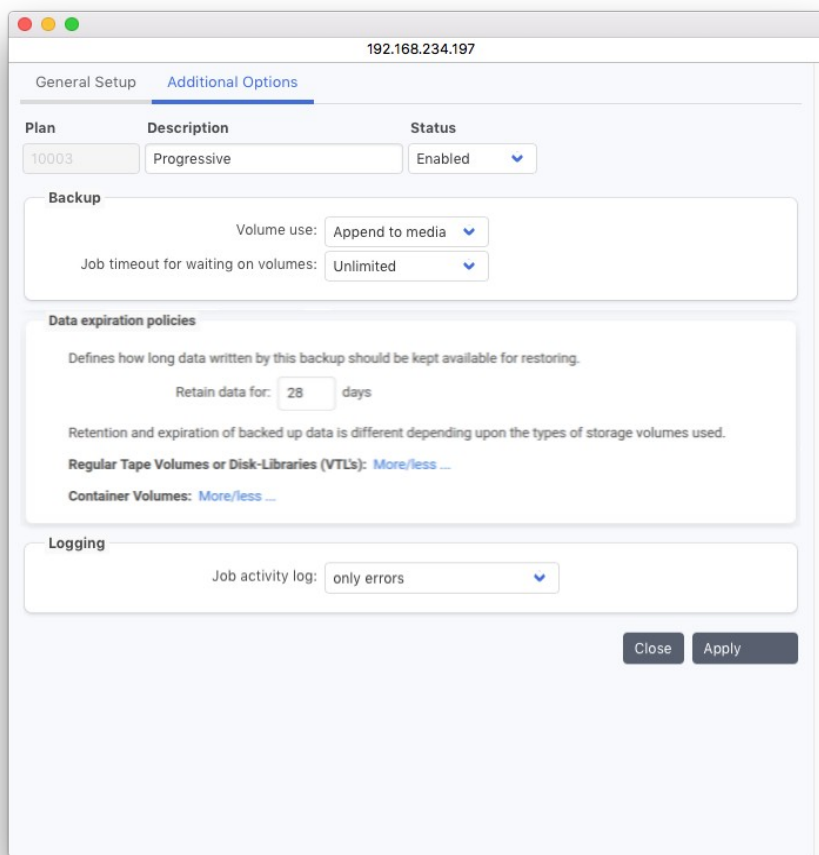 192.168.234.197
General Setup Additional Options
Plan Description Status
10003 Progressive Enabled
Backup
Volume use: Append to media
Job timeout for waiting on volumes: Unlimited
Data expiration policies
Defines how long data written by this backup should be kept available for restoring.
Retain data for: 28 days
Retention and expiration of backed up data is different depending upon the types of storage volumes used.
Regular Tape Volumes or Disk-Libraries (VTL's): More/less ...
Container Volumes: More/less ...
Logging
Job activity log: only errors
Close Apply